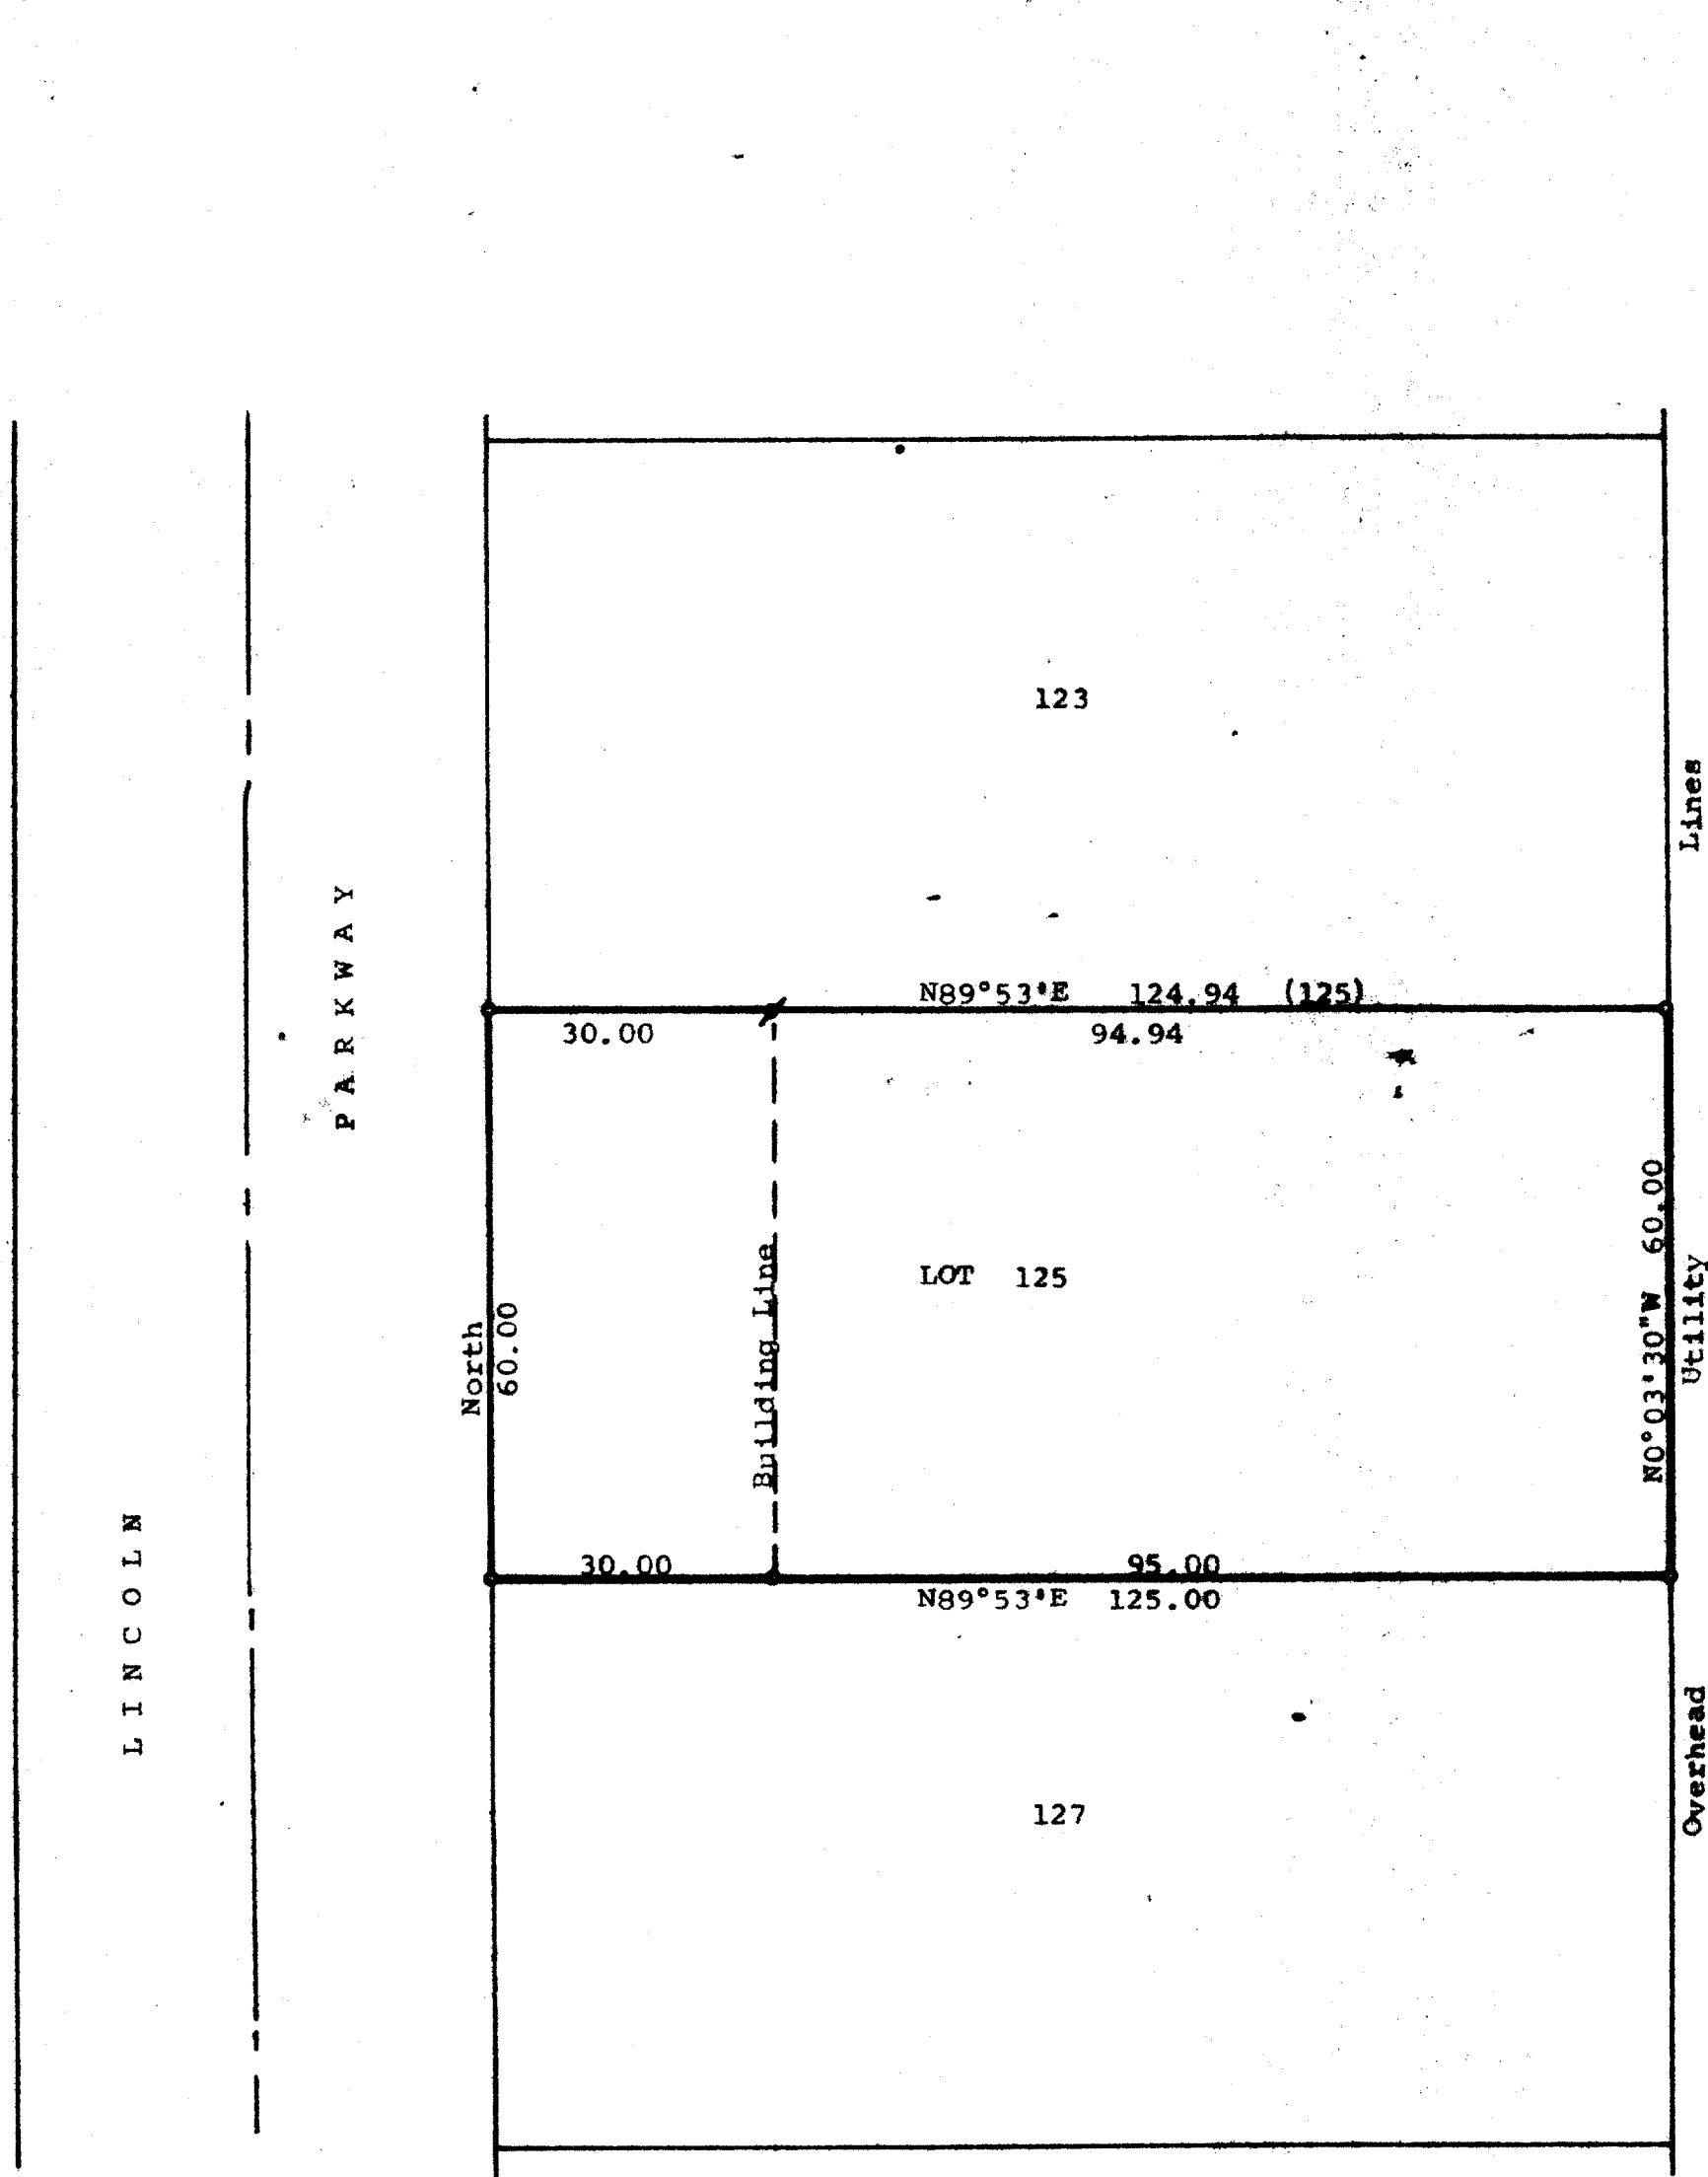 123
Lines
PARKWAY
N89°53'E 124.94 (125)
30.00
94.94
LOT 125
Building Line
North
60.00
N0°03'30"W 60.00
Utility
LINCOLN
30.00
95.00
N89°53'E 125.00
127
Overhead